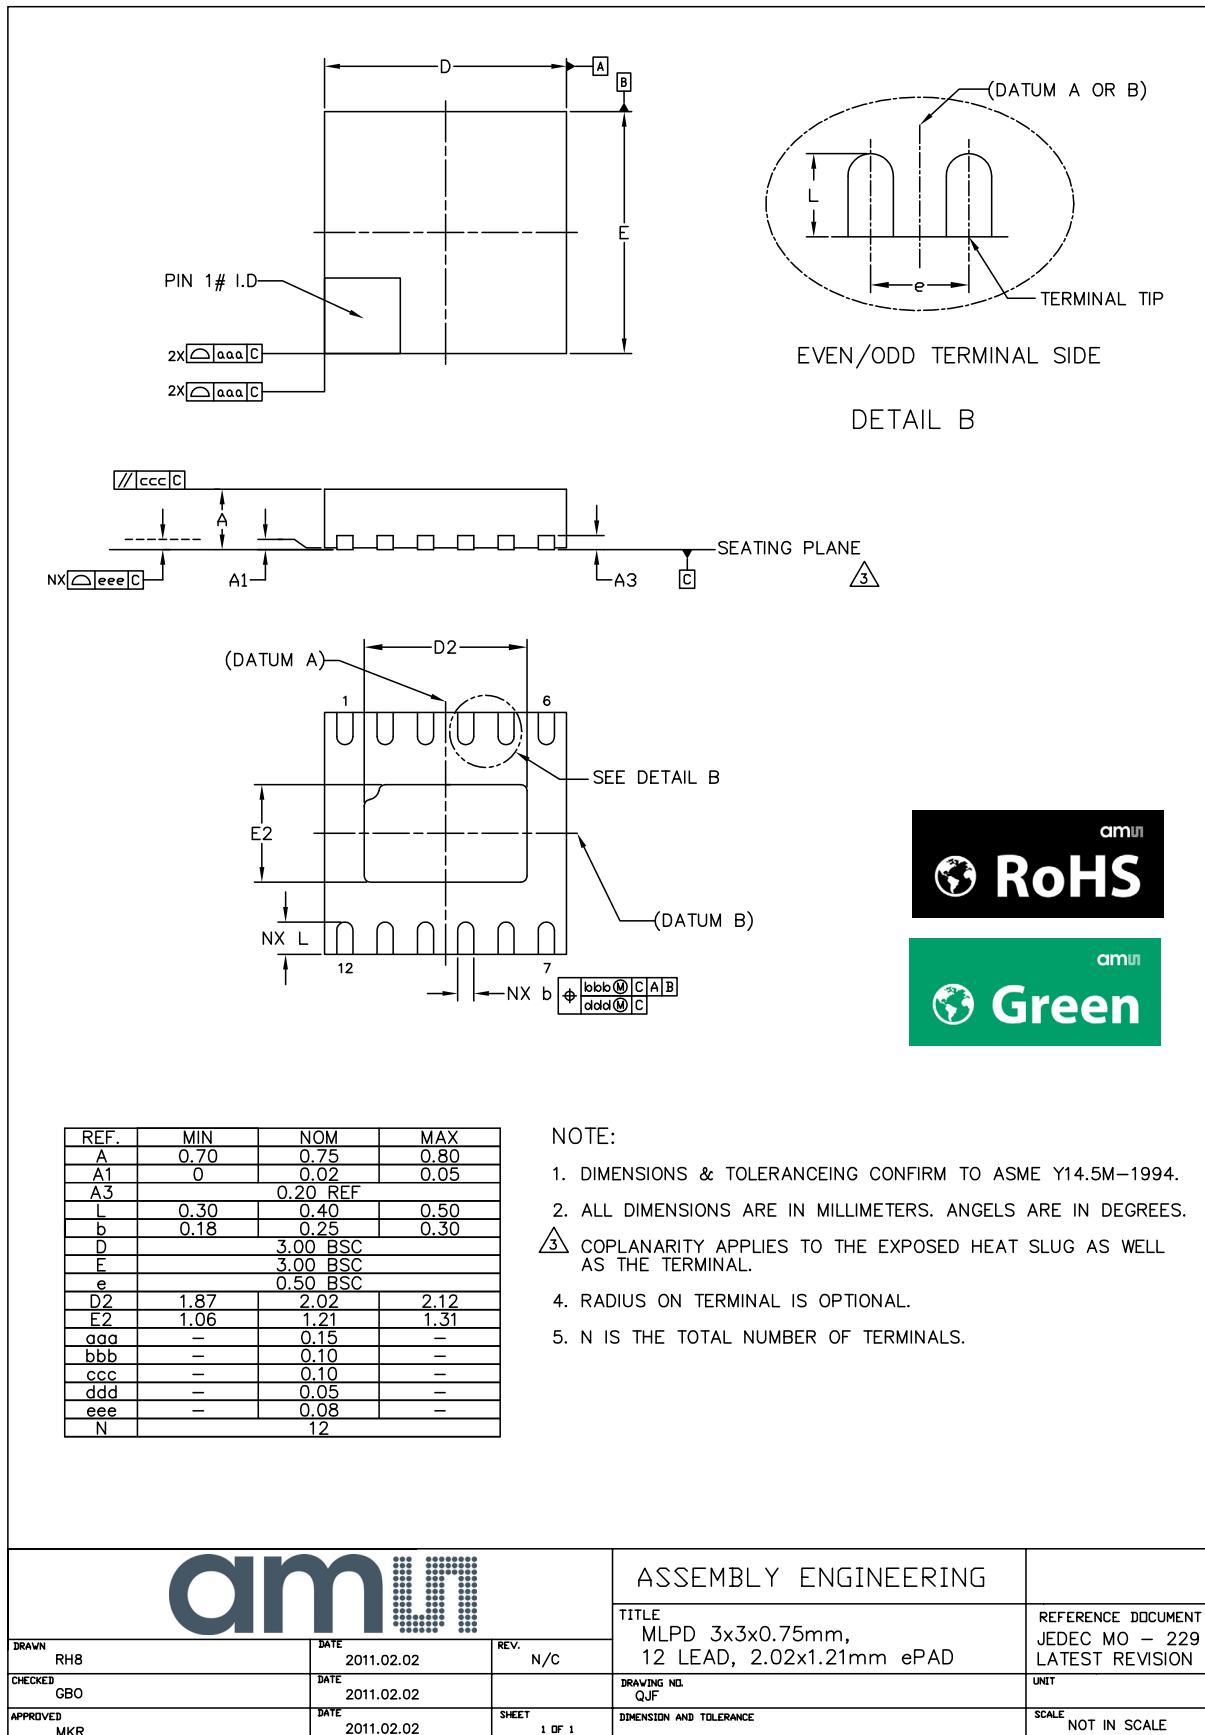 D
A
B
(DATUM A OR B)
L
E
PIN 1# I.D
e
TERMINAL TIP
2X aaa C
EVEN/ODD TERMINAL SIDE
2X aaa C
DETAIL B
// ccc C
A
SEATING PLANE
NX eee C
A1
A3
C
3
D2
(DATUM A)
1
6
SEE DETAIL B
E2
amu
RoHS
(DATUM B)
NX L
12
7
amu
Green
NX b
bbb Ⓜ C A B
ddd Ⓜ C
REF. MIN NOM MAX
A 0.70 0.75 0.80
A1 0 0.02 0.05
A3 0.20 REF
L 0.30 0.40 0.50
b 0.18 0.25 0.30
D 3.00 BSC
E 3.00 BSC
e 0.50 BSC
D2 1.87 2.02 2.12
E2 1.06 1.21 1.31
aaa – 0.15 –
bbb – 0.10 –
ccc – 0.10 –
ddd – 0.05 –
eee – 0.08 –
N 12
NOTE:
1. DIMENSIONS & TOLERANCEING CONFIRM TO ASME Y14.5M–1994.
2. ALL DIMENSIONS ARE IN MILLIMETERS. ANGELS ARE IN DEGREES.
3 COPLANARITY APPLIES TO THE EXPOSED HEAT SLUG AS WELL
AS THE TERMINAL.
4. RADIUS ON TERMINAL IS OPTIONAL.
5. N IS THE TOTAL NUMBER OF TERMINALS.
amu
ASSEMBLY ENGINEERING
TITLE
MLPD 3x3x0.75mm,
12 LEAD, 2.02x1.21mm ePAD
REFERENCE DOCUMENT
JEDEC MO – 229
LATEST REVISION
DRAWN
RH8
DATE
2011.02.02
REV.
N/C
CHECKED
GBO
DATE
2011.02.02
DRAWING NO.
QJF
UNIT
APPROVED
MKR
DATE
2011.02.02
SHEET
1 OF 1
DIMENSION AND TOLERANCE
SCALE
NOT IN SCALE